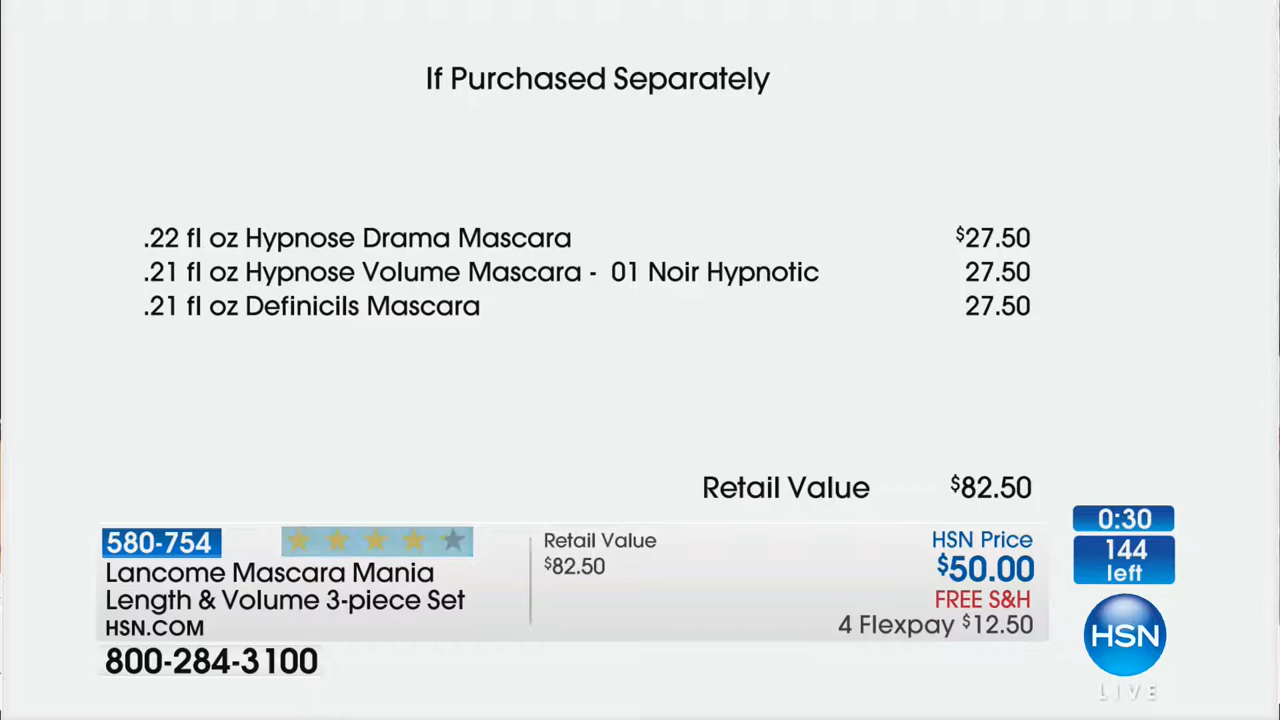 If Purchased Separately
.22 fl oz Hypnose Drama Mascara $27.50
.21 fl oz Hypnose Volume Mascara - 01 Noir Hypnotic 27.50
.21 fl oz Definicils Mascara 27.50
Retail Value $82.50
580-754
Lancome Mascara Mania
Length & Volume 3-piece Set
HSN.COM
800-284-3100
Retail Value
$82.50
HSN Price
$50.00
FREE S&H
4 Flexpay $12.50
0:30
144
left
HSN
LIVE